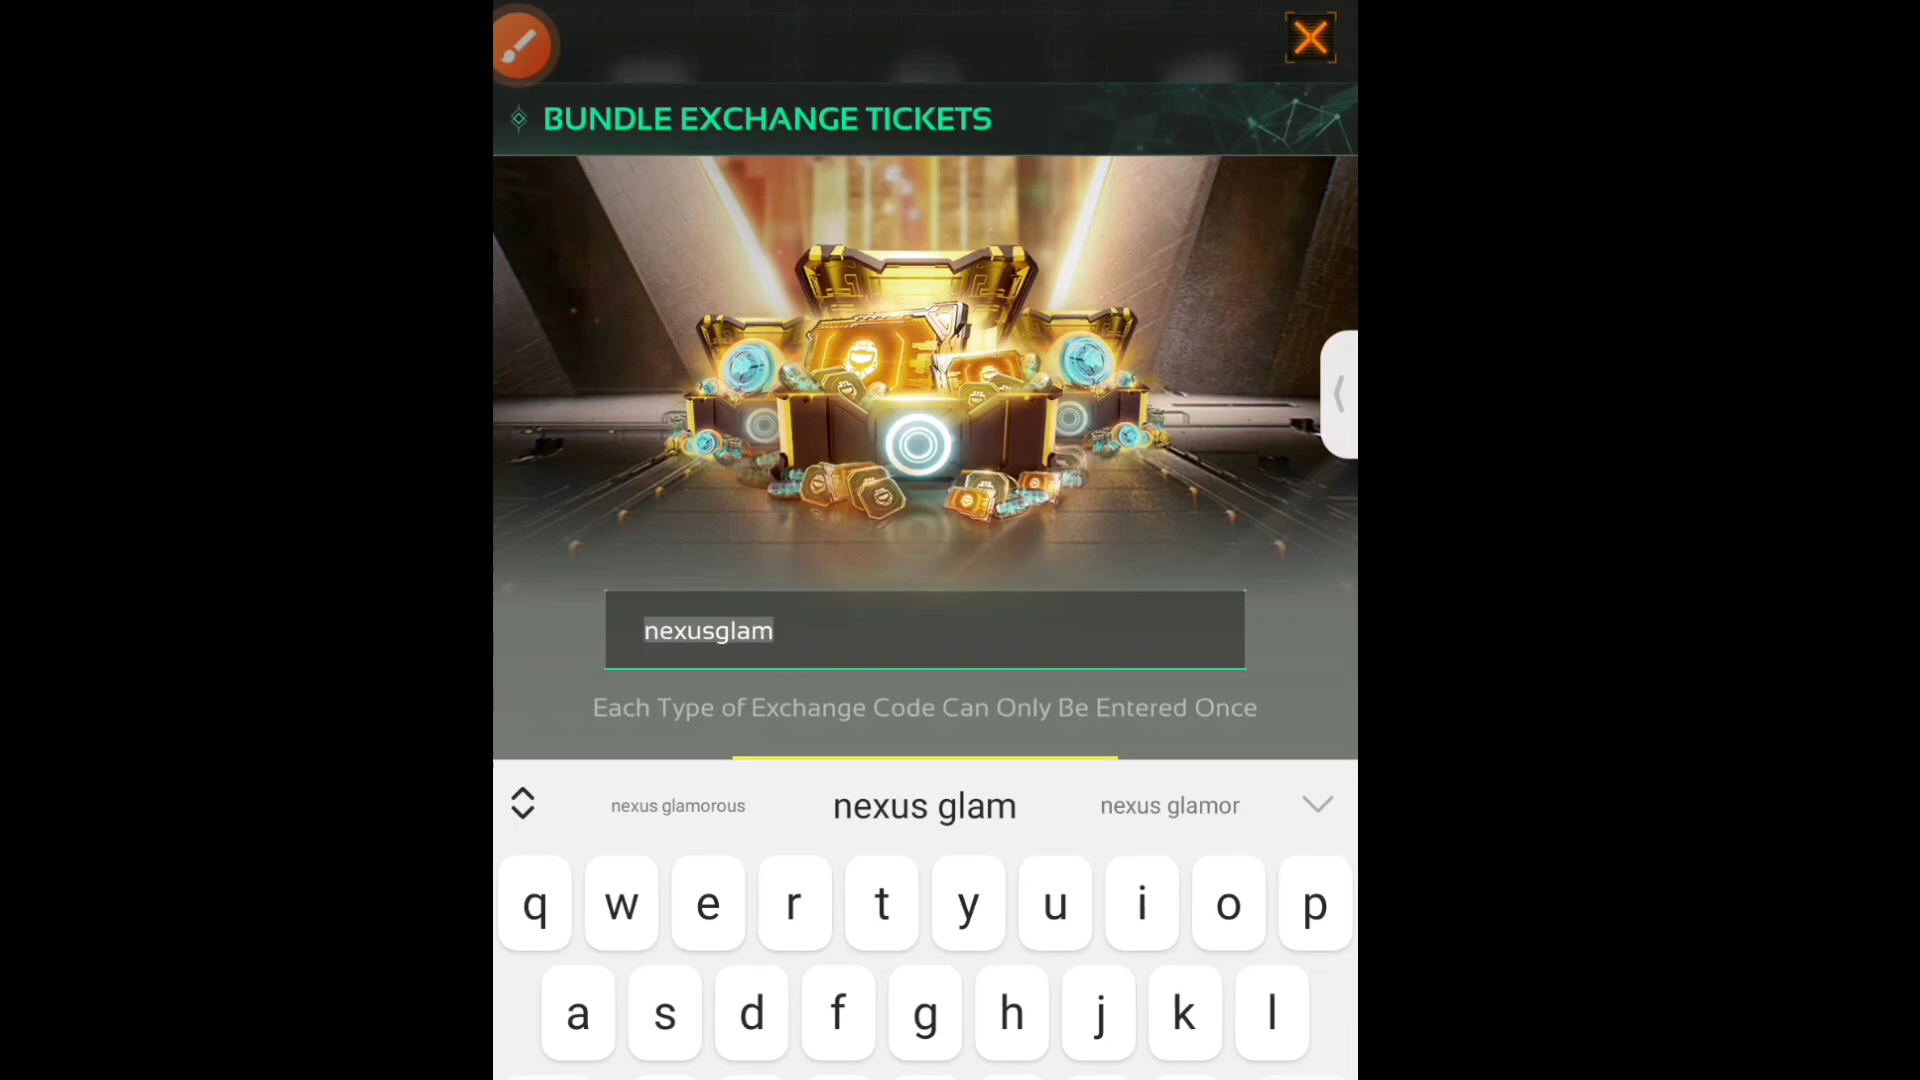 BUNDLE EXCHANGE TICKETS
nexusglam
Each Type of Exchange Code Can Only Be Entered Once
nexus glamorous nexus glam nexus glamor
q w e r t y u i o p
a s d f g h j k l